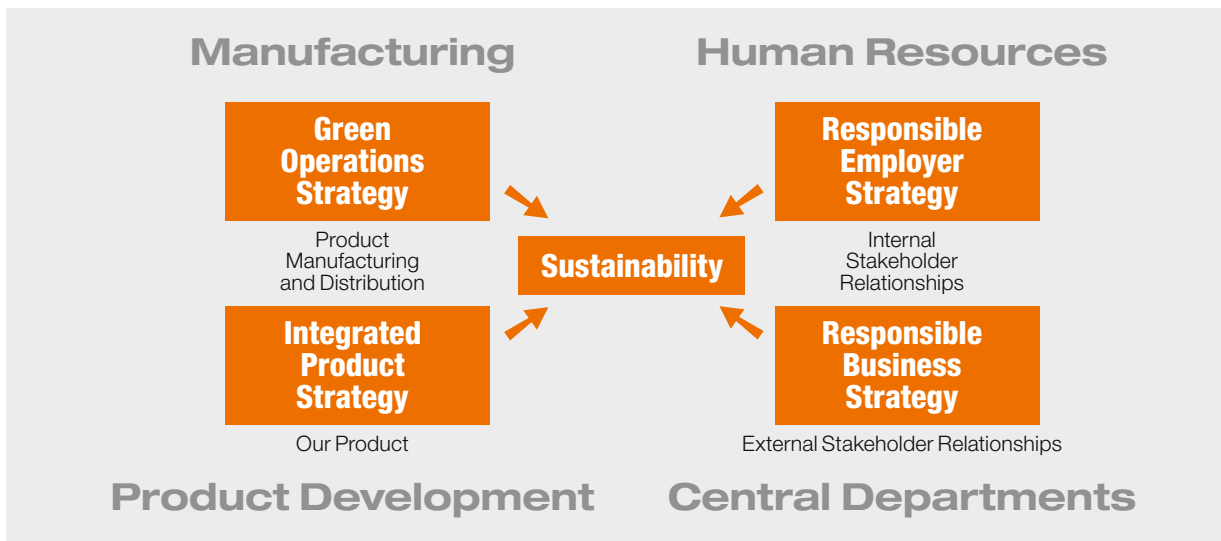 Manufacturing
Human Resources
Green
Operations
Strategy
Product
Manufacturing
and Distribution
Responsible
Employer
Strategy
Internal
Stakeholder
Relationships
Sustainability
Integrated
Product
Strategy
Our Product
Responsible
Business
Strategy
External Stakeholder Relationships
Product Development
Central Departments